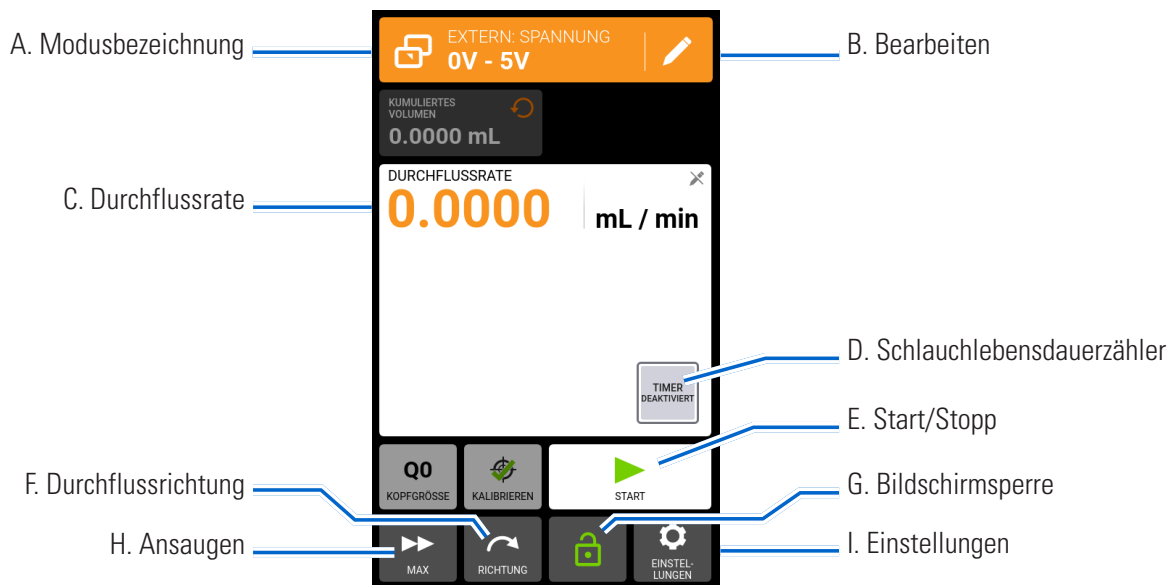 A. Modusbezeichnung
EXTERN: SPANNUNG
0V - 5V
B. Bearbeiten
KUMULIERTES
VOLUMEN
0.0000 mL
C. Durchflussrate
DURCHFLUSSRATE
0.0000
mL / min
D. Schlauchlebensdauerzähler
TIMER
DEAKTIVIERT
E. Start/Stopp
Q0
KOPFGRÖSSE
KALIBRIEREN
START
F. Durchflussrichtung
G. Bildschirmsperre
H. Ansaugen
MAX
RICHTUNG
EINSTEL-
LUNGEN
I. Einstellungen